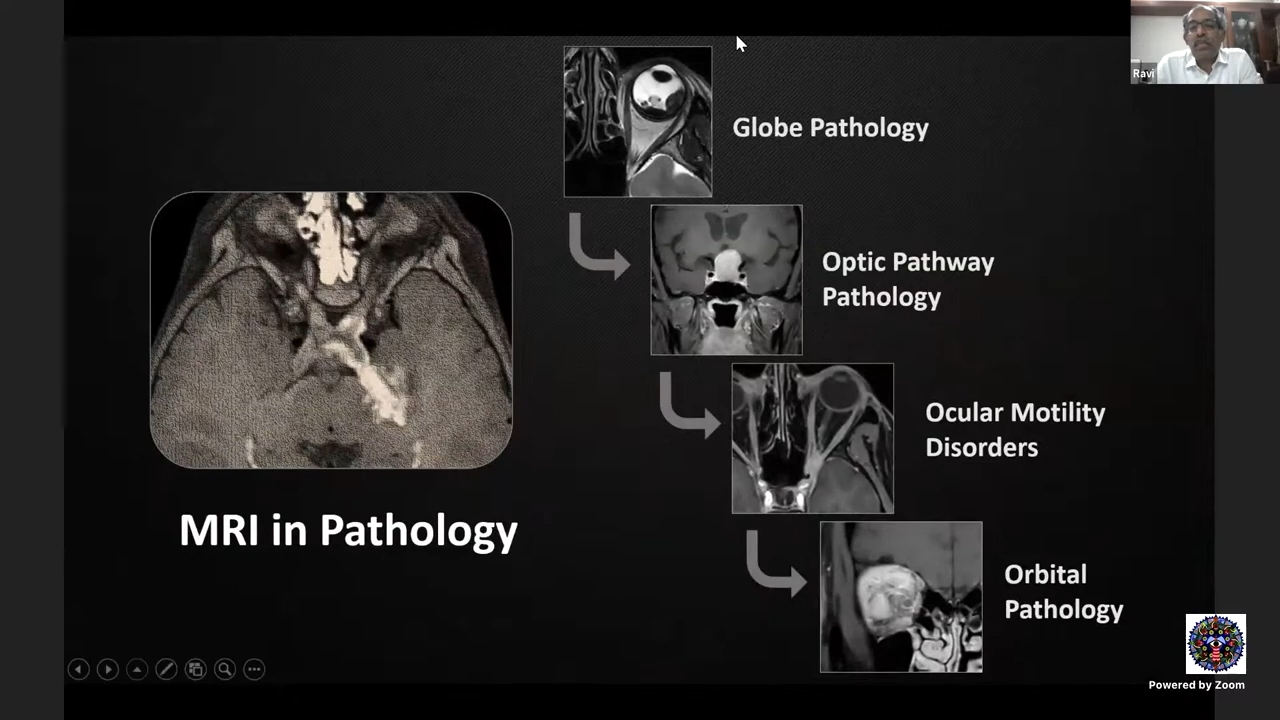 Ravi
Globe Pathology
Optic Pathway
Pathology
Ocular Motility
Disorders
MRI in Pathology
Orbital
Pathology
Powered by Zoom